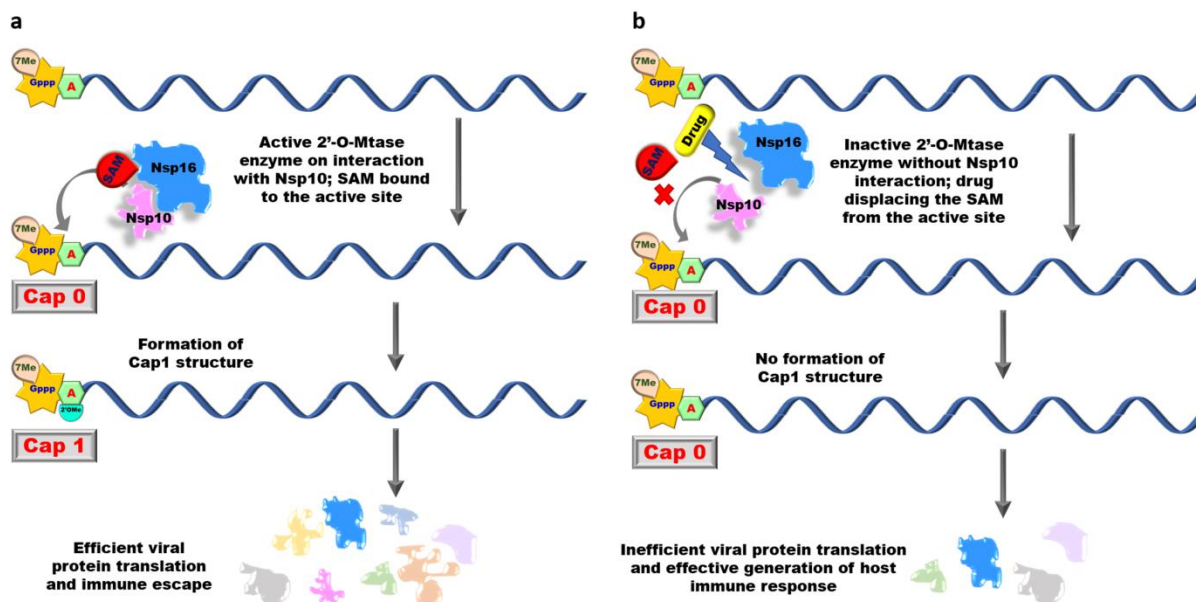 a
7Me
Gppp
A
Active 2’-O-Mtase
enzyme on interaction
with Nsp10; SAM bound
to the active site
SAM
Nsp16
Nsp10
7Me
Gppp
A
Cap 0
Formation of
Cap1 structure
7Me
Gppp
A
2'OMe
Cap 1
Efficient viral
protein translation
and immune escape
b
7Me
Gppp
A
Drug
SAM
Nsp16
Nsp10
Inactive 2’-O-Mtase
enzyme without Nsp10
interaction; drug
displacing the SAM
from the active site
7Me
Gppp
A
Cap 0
No formation of
Cap1 structure
7Me
Gppp
A
Cap 0
Inefficient viral protein translation
and effective generation of host
immune response